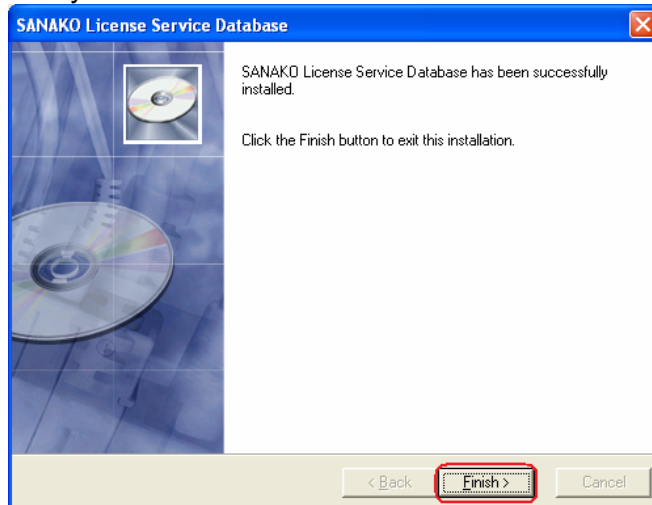 SANAKO License Service Database
SANAKO License Service Database has been successfully
installed.
Click the Finish button to exit this installation.
< Back
Finish >
Cancel